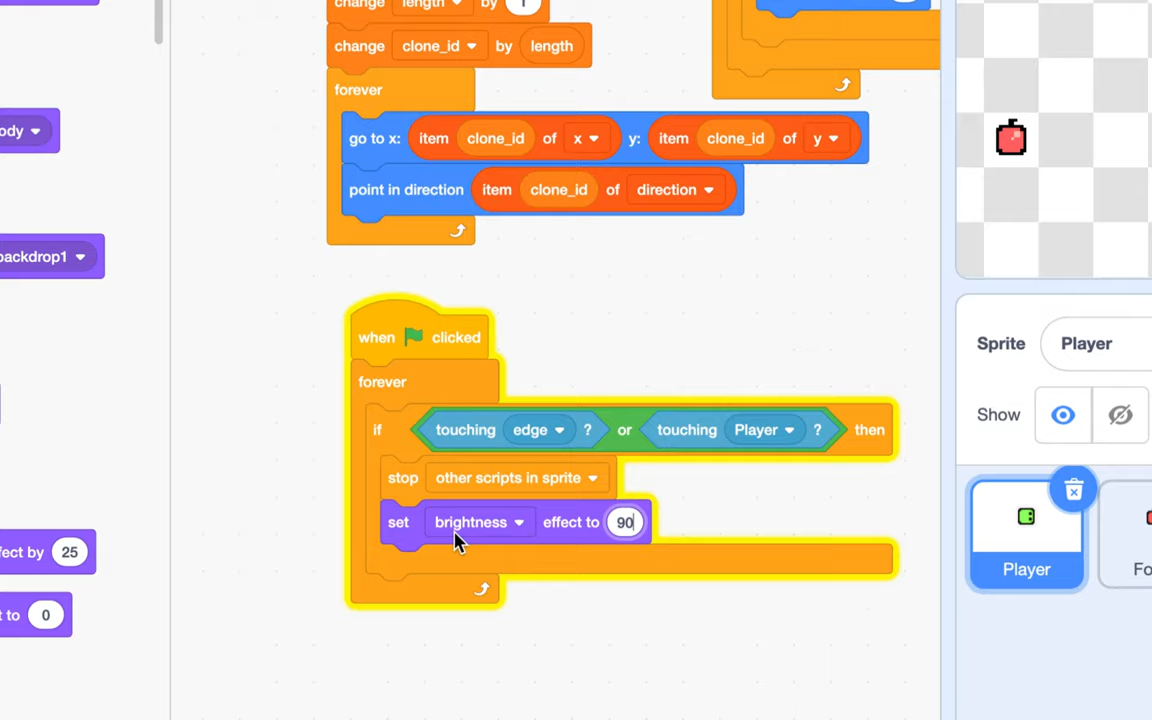 change length by 1
change clone_id by length
forever
go to x: item clone_id of x y: item clone_id of y
point in direction item clone_id of direction
ody
backdrop1
fect by 25
t to 0
when clicked
forever
if touching edge ? or touching Player ? then
stop other scripts in sprite
set brightness effect to 90
Sprite Player
Show
Player
Fo